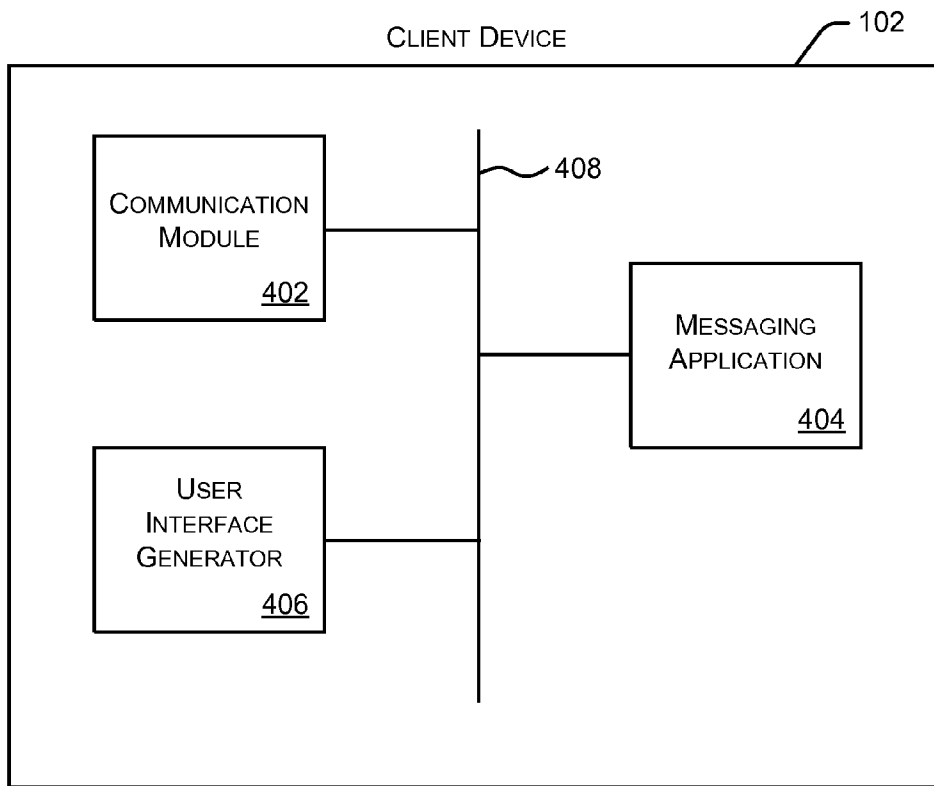 CLIENT DEVICE
102
COMMUNICATION
MODULE
402
408
MESSAGING
APPLICATION
404
USER
INTERFACE
GENERATOR
406